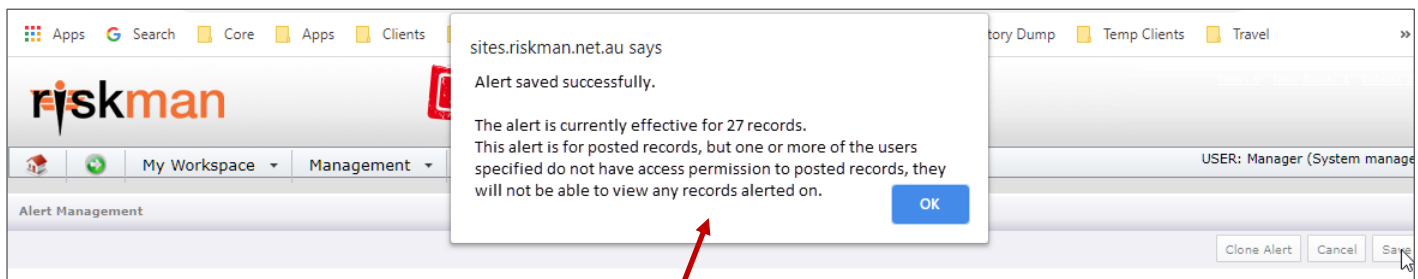 Apps Search Core Apps Clients tory Dump Temp Clients Travel »
sites.riskman.net.au says
Alert saved successfully.
riskman
The alert is currently effective for 27 records.
This alert is for posted records, but one or more of the users
specified do not have access permission to posted records, they
will not be able to view any records alerted on.
OK
My Workspace Management USER: Manager (System manage
Alert Management
Clone Alert Cancel Save